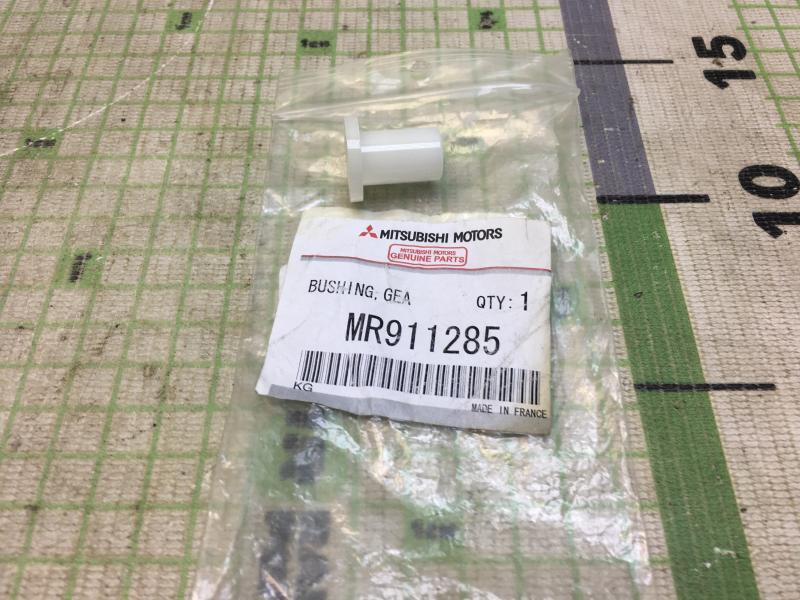 15
10
MITSUBISHI MOTORS
MITSUBISHI MOTORS
GENUINE PARTS
BUSHING, GEA QTY: 1
MR911285
KG
MADE IN FRANCE